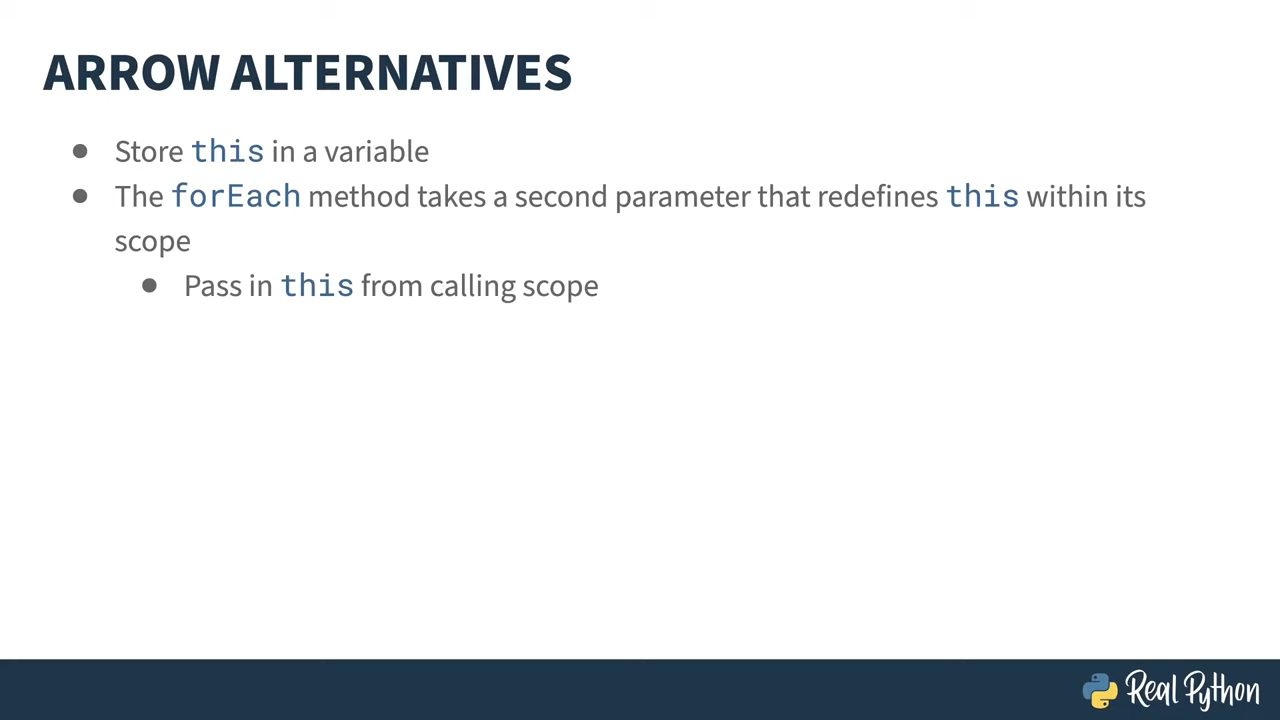 ARROW ALTERNATIVES
● Store this in a variable
● The forEach method takes a second parameter that redefines this within its
scope
● Pass in this from calling scope
Real Python